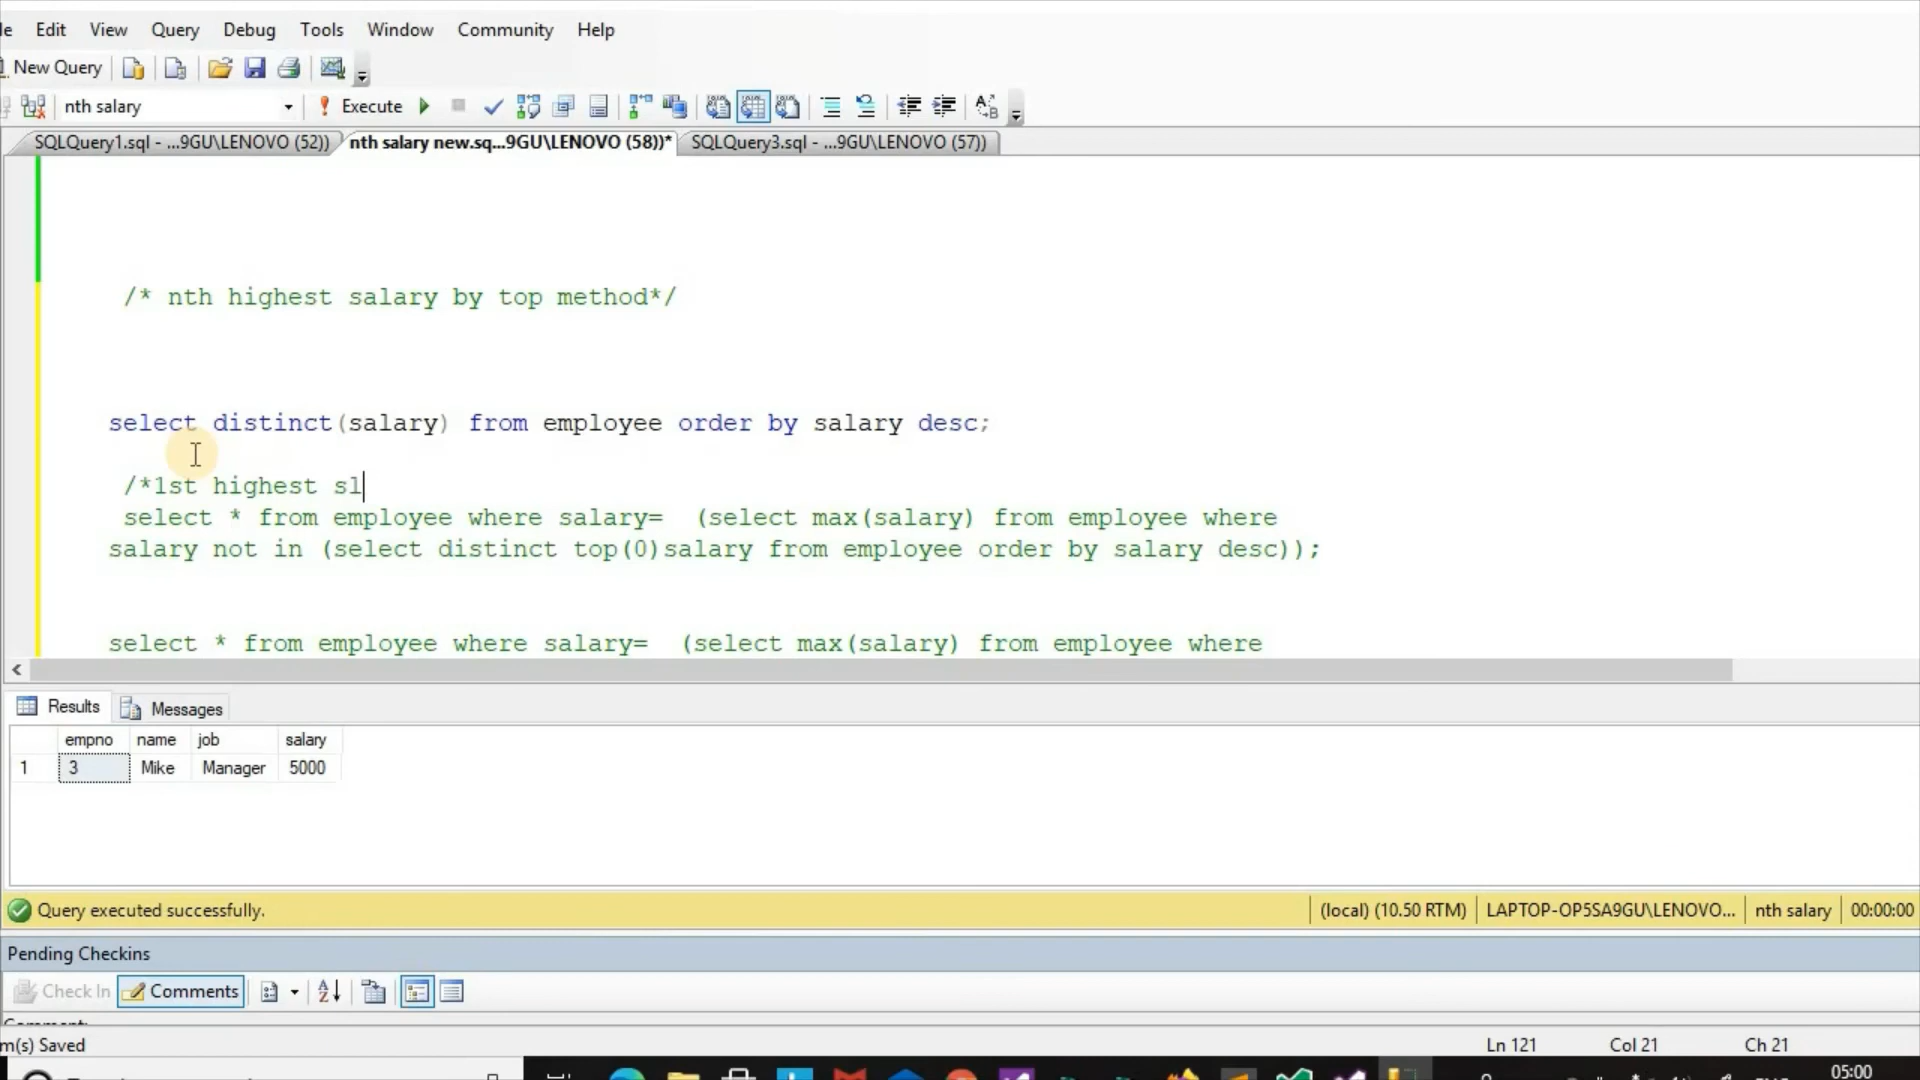 le Edit View Query Debug Tools Window Community Help
New Query
nth salary Execute
SQLQuery1.sql - ...9GU\LENOVO (52)) nth salary new.sq...9GU\LENOVO (58))* SQLQuery3.sql - ...9GU\LENOVO (57))
/* nth highest salary by top method*/
select distinct(salary) from employee order by salary desc;
/*1st highest sl
select * from employee where salary= (select max(salary) from employee where
salary not in (select distinct top(0)salary from employee order by salary desc));
select * from employee where salary= (select max(salary) from employee where
Results Messages
empno name job salary
1 3 Mike Manager 5000
Query executed successfully. (local) (10.50 RTM) LAPTOP-OP5SA9GU\LENOVO... nth salary 00:00:00
Pending Checkins
Check In Comments
m(s) Saved Ln 121 Col 21 Ch 21
05:00